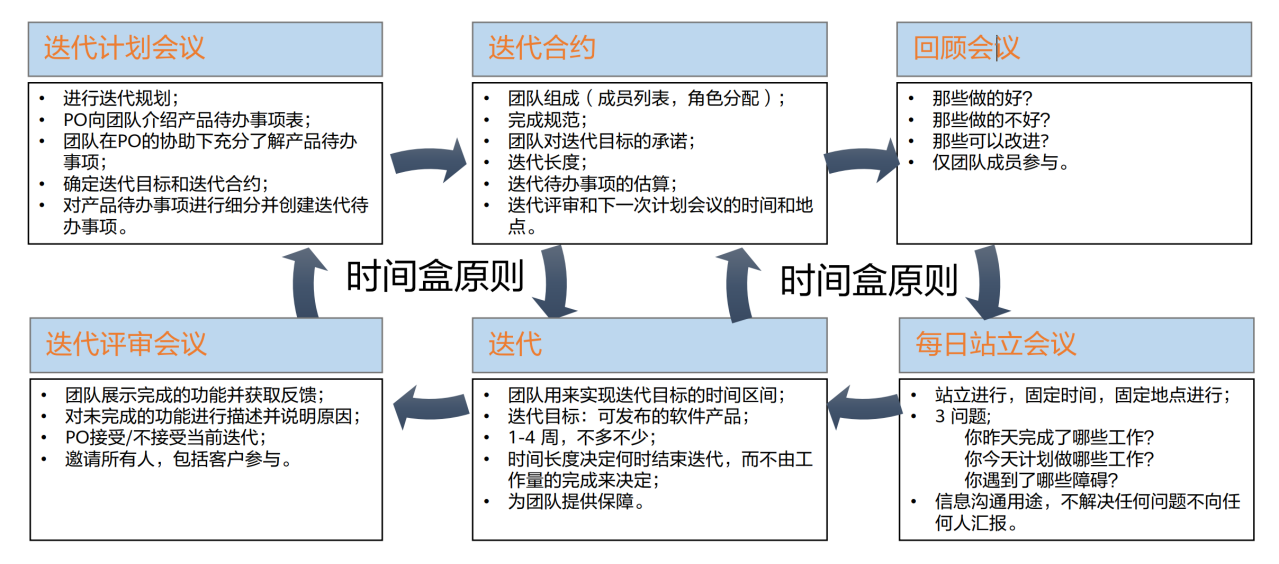 迭代计划会议
• 进行迭代规划；
• PO向团队介绍产品待办事项表；
• 团队在PO的协助下充分了解产品待办
事项；
• 确定迭代目标和迭代合约；
• 对产品待办事项进行细分并创建迭代待
办事项。
迭代合约
• 团队组成（成员列表，角色分配）；
• 完成规范；
• 团队对迭代目标的承诺；
• 迭代长度；
• 迭代待办事项的估算；
• 迭代评审和下一次计划会议的时间和地
点。
回顾会议
• 那些做的好？
• 那些做的不好？
• 那些可以改进？
• 仅团队成员参与。
时间盒原则
时间盒原则
迭代评审会议
• 团队展示完成的功能并获取反馈；
• 对未完成的功能进行描述并说明原因；
• PO接受/不接受当前迭代；
• 邀请所有人，包括客户参与。
迭代
• 团队用来实现迭代目标的时间区间；
• 迭代目标：可发布的软件产品；
• 1-4 周，不多不少；
• 时间长度决定何时结束迭代，而不由工
作量的完成来决定；
• 为团队提供保障。
每日站立会议
• 站立进行，固定时间，固定地点进行；
• 3 问题；
你昨天完成了哪些工作？
你今天计划做哪些工作？
你遇到了哪些障碍？
• 信息沟通用途，不解决任何问题不向任
何人汇报。